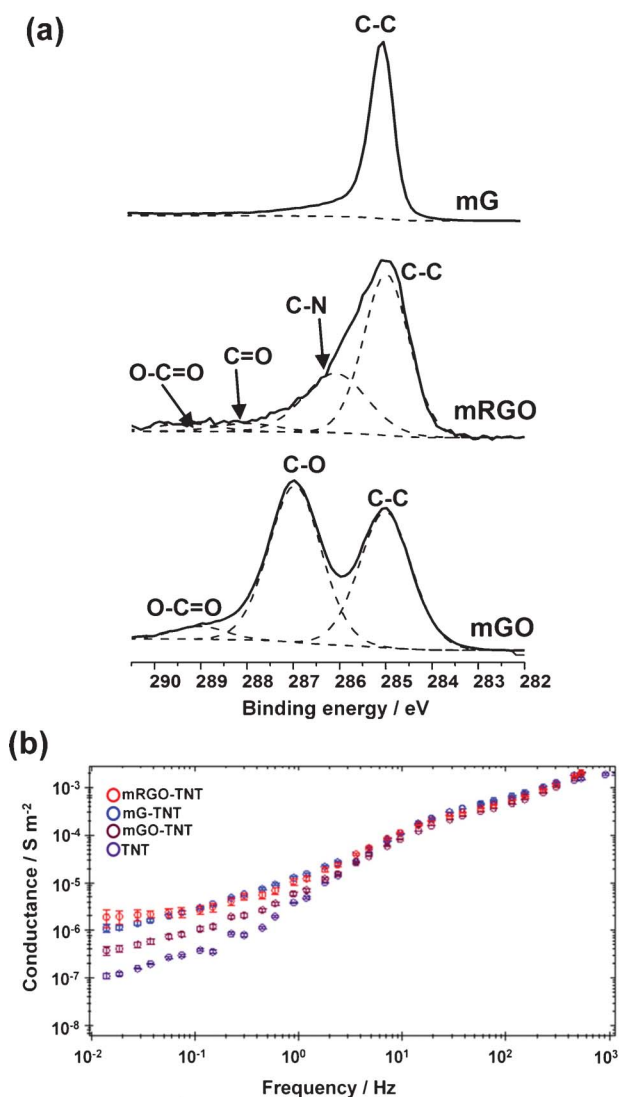 (a)
C-C
mG
C-C
C-N
C=O
O-C=O
mRGO
C-O
C-C
O-C=O
mGO
290 289 288 287 286 285 284 283 282
Binding energy / eV
(b)
10⁻³
10⁻⁴
10⁻⁵
10⁻⁶
10⁻⁷
10⁻⁸
Conductance / S m⁻²
mRGO-TNT
mG-TNT
mGO-TNT
TNT
10⁻² 10⁻¹ 10⁰ 10¹ 10² 10³
Frequency / Hz